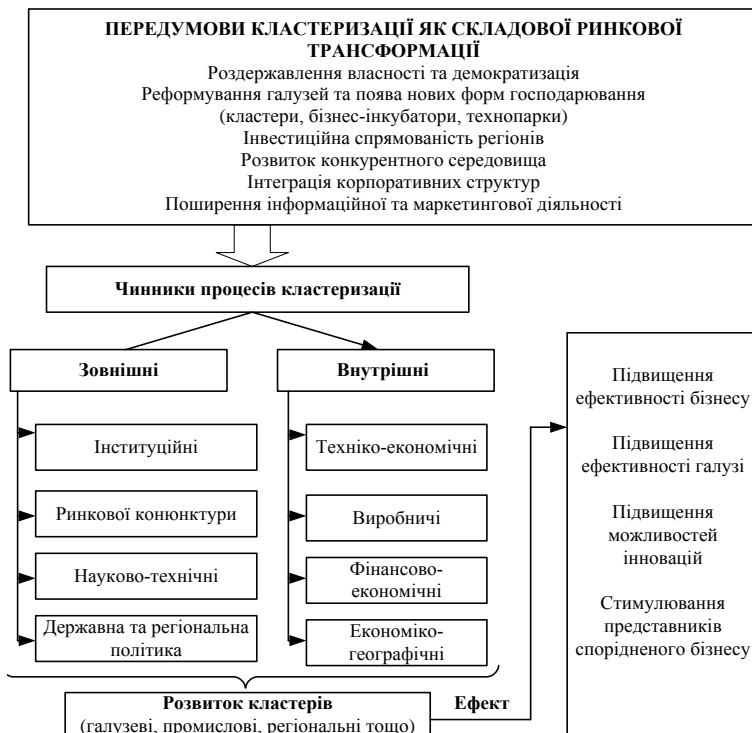 ПЕРЕДУМОВИ КЛАСТЕРИЗАЦІЇ ЯК СКЛАДОВОЇ РИНКОВОЇ
ТРАНСФОРМАЦІЇ
Роздержавлення власності та демократизація
Реформування галузей та поява нових форм господарювання
(кластери, бізнес-інкубатори, технопарки)
Інвестиційна спрямованість регіонів
Розвиток конкурентного середовища
Інтеграція корпоративних структур
Поширення інформаційної та маркетингової діяльності
Чинники процесів кластеризації
Зовнішні
Інституційні
Ринкової конюнктури
Науково-технічні
Державна та регіональна
політика
Внутрішні
Техніко-економічні
Виробничі
Фінансово-
економічні
Економіко-
географічні
Розвиток кластерів
(галузеві, промислові, регіональні тощо)
Ефект
Підвищення
ефективності бізнесу
Підвищення
ефективності галузі
Підвищення
можливостей
інновацій
Стимулювання
представників
спорідненого бізнесу